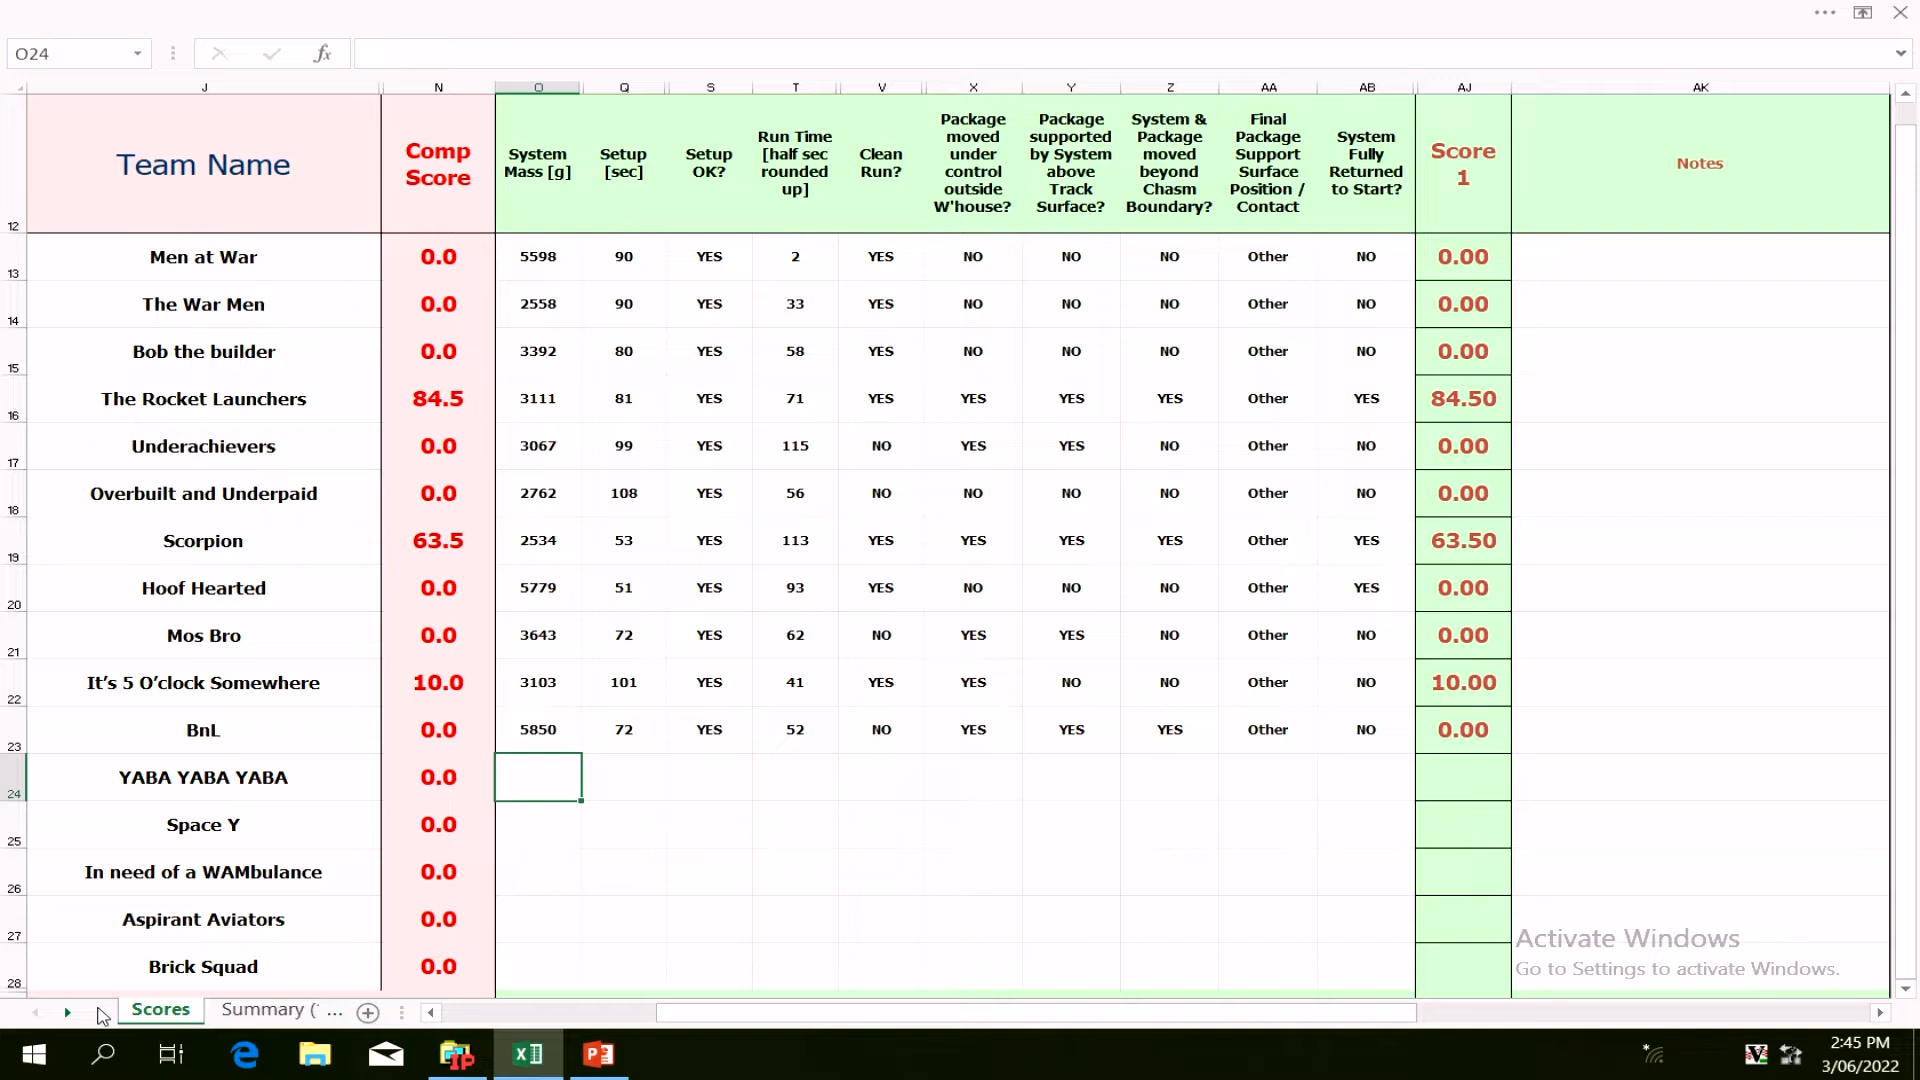 O24 fx
J N O Q S T V X Y Z AA AB AJ AK
Team Name
Comp Score
System Mass [g]
Setup [sec]
Setup OK?
Run Time [half sec rounded up]
Clean Run?
Package moved under control outside W'house?
Package supported by System above Track Surface?
System & Package moved beyond Chasm Boundary?
Final Package Support Surface Position / Contact
System Fully Returned to Start?
Score 1
Notes
12
13 Men at War 0.0 5598 90 YES 2 YES NO NO NO Other NO 0.00
14 The War Men 0.0 2558 90 YES 33 YES NO NO NO Other NO 0.00
15 Bob the builder 0.0 3392 80 YES 58 YES NO NO NO Other NO 0.00
16 The Rocket Launchers 84.5 3111 81 YES 71 YES YES YES YES Other YES 84.50
17 Underachievers 0.0 3067 99 YES 115 NO YES YES NO Other NO 0.00
18 Overbuilt and Underpaid 0.0 2762 108 YES 56 NO NO NO NO Other NO 0.00
19 Scorpion 63.5 2534 53 YES 113 YES YES YES YES Other YES 63.50
20 Hoof Hearted 0.0 5779 51 YES 93 YES NO NO NO Other YES 0.00
21 Mos Bro 0.0 3643 72 YES 62 NO YES YES NO Other NO 0.00
22 It’s 5 O’clock Somewhere 10.0 3103 101 YES 41 YES YES NO NO Other NO 10.00
23 BnL 0.0 5850 72 YES 52 NO YES YES YES Other NO 0.00
24 YABA YABA YABA 0.0
25 Space Y 0.0
26 In need of a WAMbulance 0.0
27 Aspirant Aviators 0.0
28 Brick Squad 0.0
Activate Windows
Go to Settings to activate Windows.
Scores Summary (' ...
2:45 PM
3/06/2022